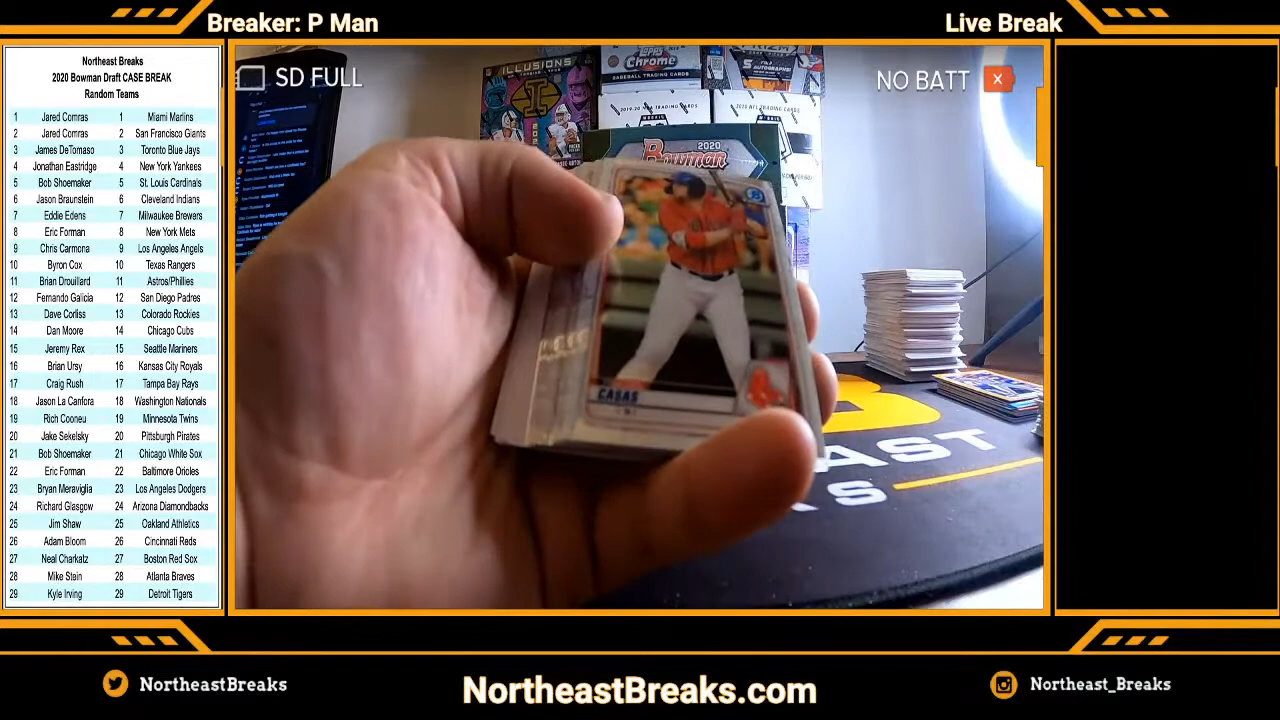 Breaker: P Man
Live Break
Northeast Breaks
2020 Bowman Draft CASE BREAK
Random Teams
1 Jared Comras 1 Miami Marlins
2 Jared Comras 2 San Francisco Giants
3 James DeTomaso 3 Toronto Blue Jays
4 Jonathan Eastridge 4 New York Yankees
5 Bob Shoemaker 5 St. Louis Cardinals
6 Jason Braunstein 6 Cleveland Indians
7 Eddie Edens 7 Milwaukee Brewers
8 Eric Forman 8 New York Mets
9 Chris Carmona 9 Los Angeles Angels
10 Byron Cox 10 Texas Rangers
11 Brian Drouillard 11 Astros/Phillies
12 Fernando Galicia 12 San Diego Padres
13 Dave Corliss 13 Colorado Rockies
14 Dan Moore 14 Chicago Cubs
15 Jeremy Rex 15 Seattle Mariners
16 Brian Ursy 16 Kansas City Royals
17 Craig Rush 17 Tampa Bay Rays
18 Jason La Canfora 18 Washington Nationals
19 Rich Cooneu 19 Minnesota Twins
20 Jake Sekelsky 20 Pittsburgh Pirates
21 Bob Shoemaker 21 Chicago White Sox
22 Eric Forman 22 Baltimore Orioles
23 Bryan Meraviglia 23 Los Angeles Dodgers
24 Richard Glasgow 24 Arizona Diamondbacks
25 Jim Shaw 25 Oakland Athletics
26 Adam Bloom 26 Cincinnati Reds
27 Neal Charkatz 27 Boston Red Sox
28 Mike Stein 28 Atlanta Braves
29 Kyle Irving 29 Detroit Tigers
SD FULL
NO BATT
ILLUSIONS
Topps
Chrome
BASEBALL TRADING CARDS
2020
Bowman
2020
CASAS
B
AST
KS
NortheastBreaks
NortheastBreaks.com
Northeast_Breaks